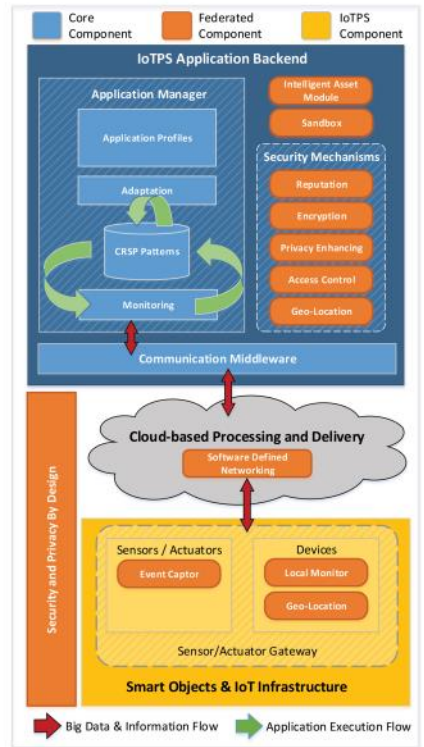 Core
Component
Federated
Component
IoTPS
Component
IoTPS Application Backend
Application Manager
Application Profiles
Adaptation
CRSP Patterns
Monitoring
Intelligent Asset
Module
Sandbox
Security Mechanisms
Reputation
Encryption
Privacy Enhancing
Access Control
Geo-Location
Communication Middleware
Security and Privacy By Design
Cloud-based Processing and Delivery
Software Defined
Networking
Sensors / Actuators
Event Captor
Devices
Local Monitor
Geo-Location
Sensor/Actuator Gateway
Smart Objects & IoT Infrastructure
Big Data & Information Flow
Application Execution Flow